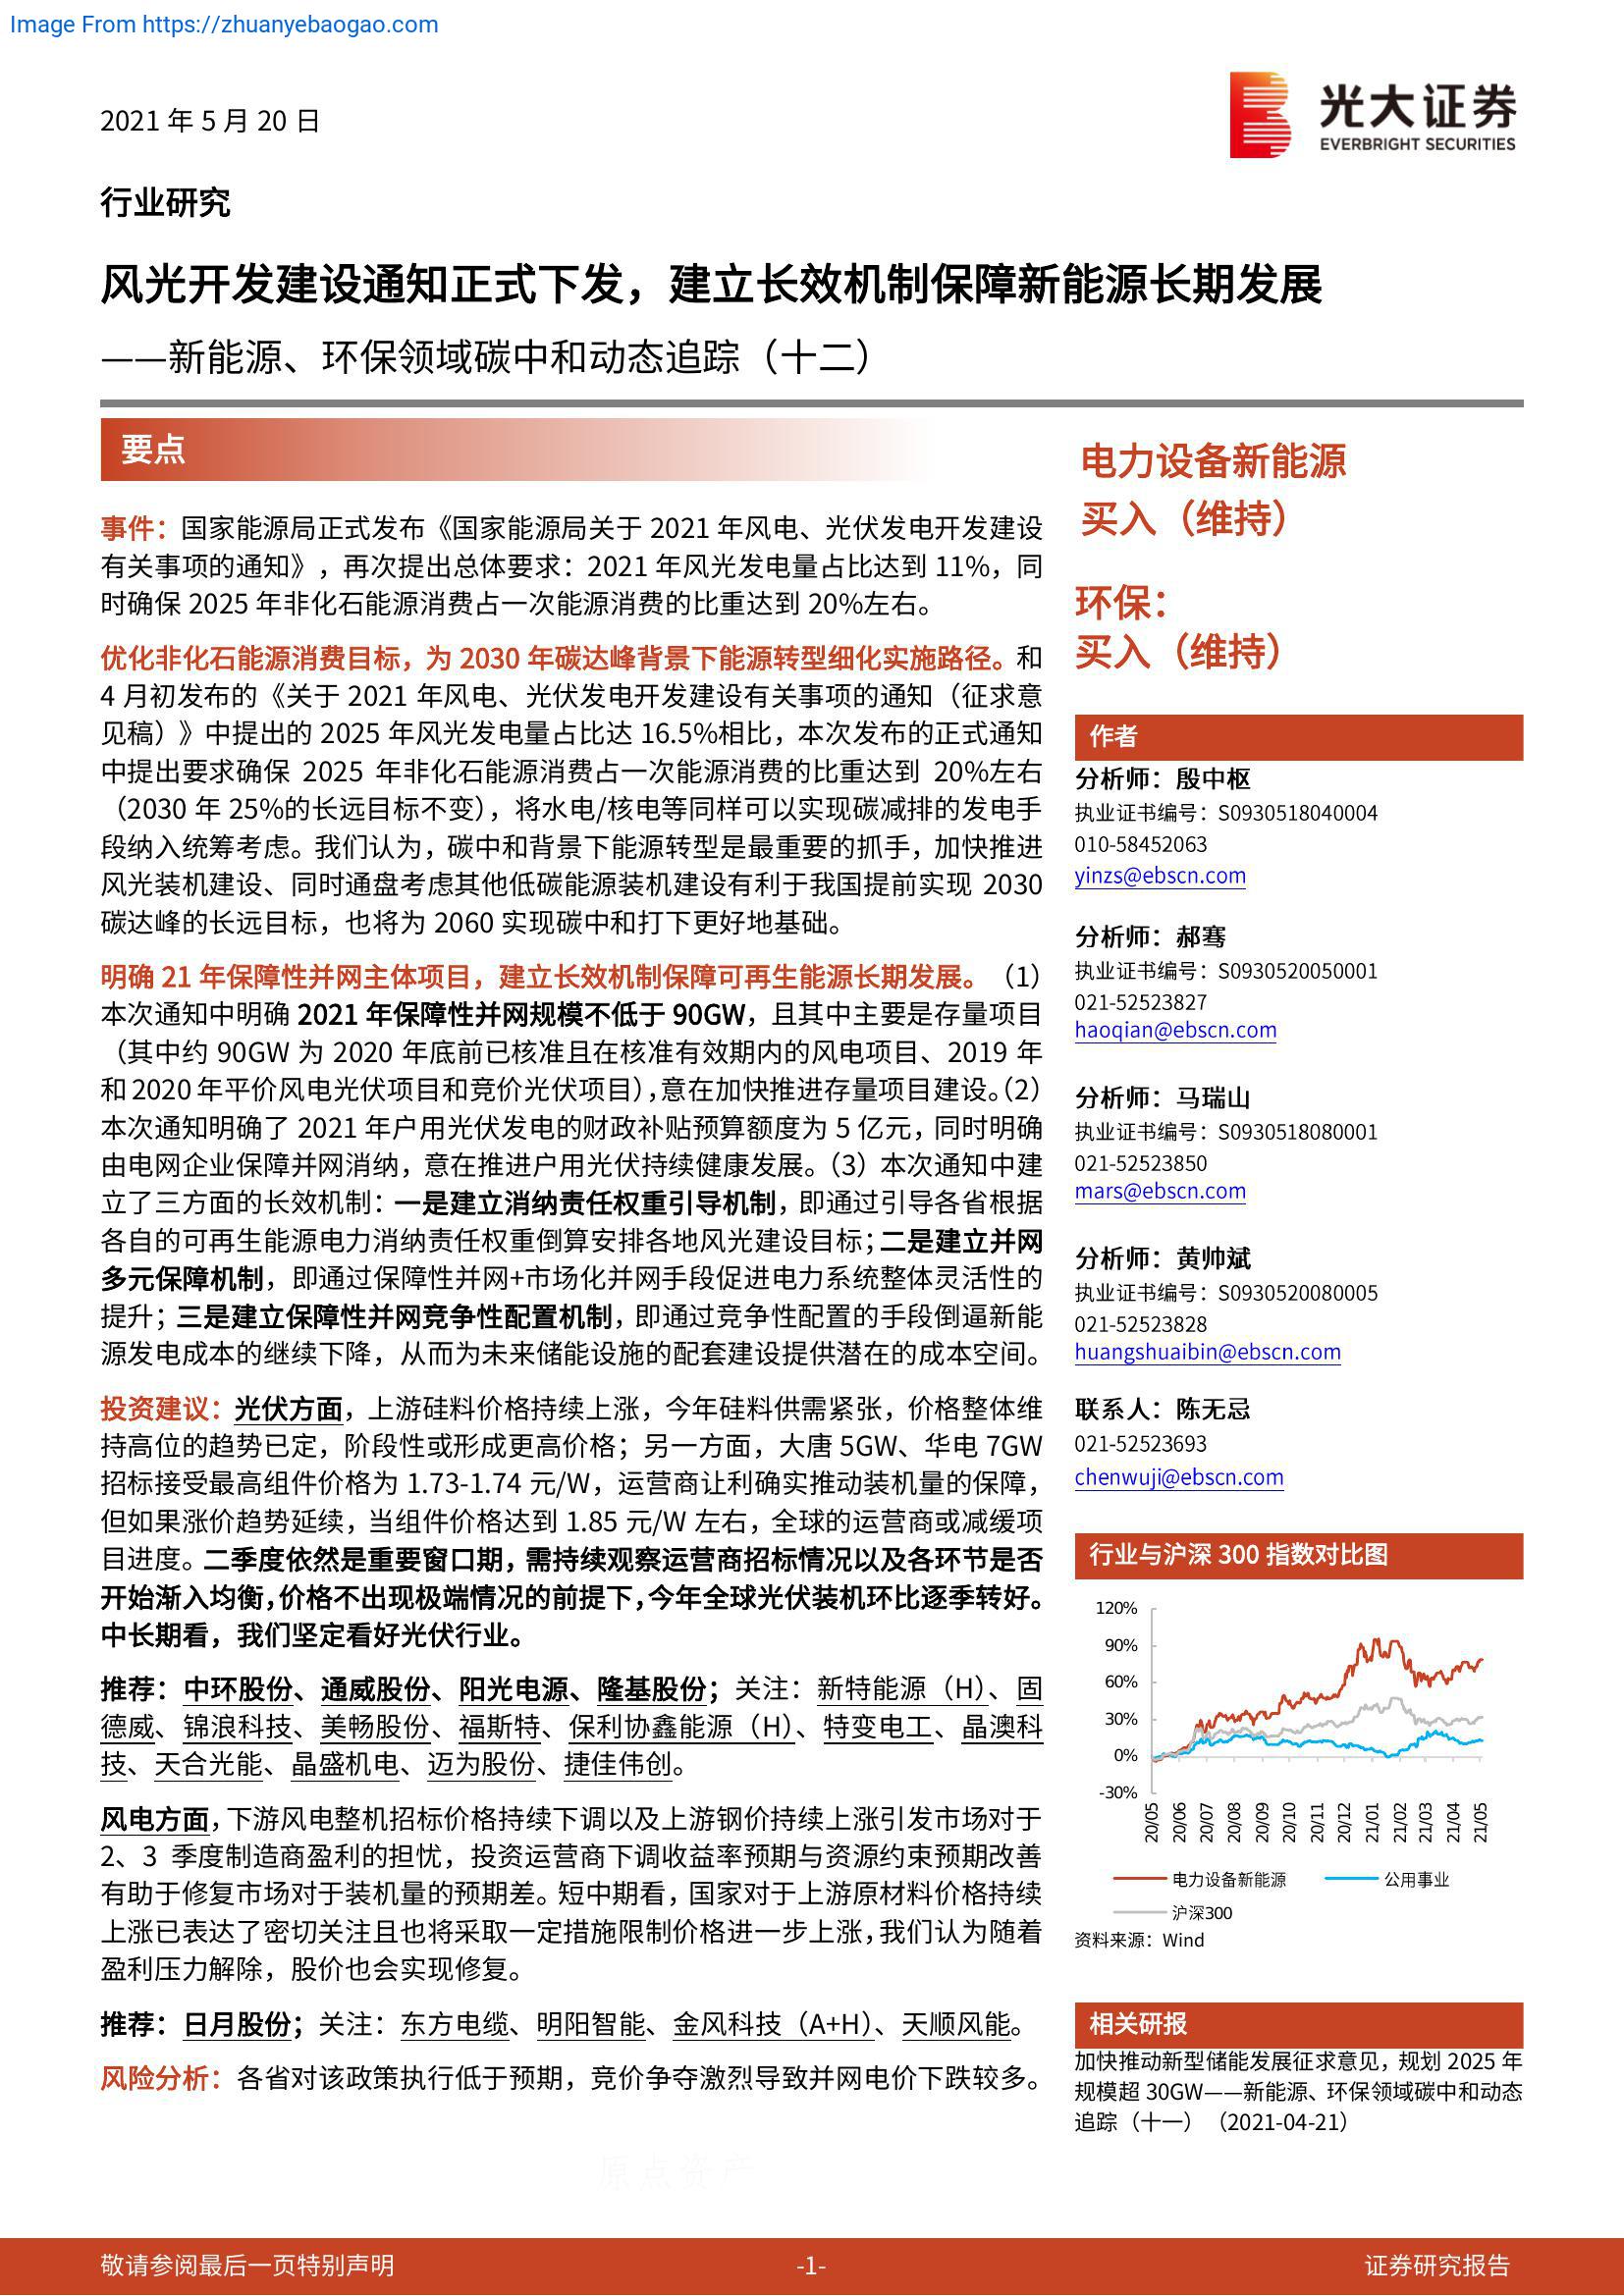 Image From https://zhuanyebaogao.com
2021 年 5 月 20 日
光大证券
EVERBRIGHT SECURITIES
行业研究
风光开发建设通知正式下发，建立长效机制保障新能源长期发展
——新能源、环保领域碳中和动态追踪（十二）
要点
事件：国家能源局正式发布《国家能源局关于 2021 年风电、光伏发电开发建设
有关事项的通知》，再次提出总体要求：2021 年风光发电量占比达到 11%，同
时确保 2025 年非化石能源消费占一次能源消费的比重达到 20%左右。
优化非化石能源消费目标，为 2030 年碳达峰背景下能源转型细化实施路径。和
4 月初发布的《关于 2021 年风电、光伏发电开发建设有关事项的通知（征求意
见稿）》中提出的 2025 年风光发电量占比达 16.5%相比，本次发布的正式通知
中提出要求确保 2025 年非化石能源消费占一次能源消费的比重达到 20%左右
（2030 年 25%的长远目标不变），将水电/核电等同样可以实现碳减排的发电手
段纳入统筹考虑。我们认为，碳中和背景下能源转型是最重要的抓手，加快推进
风光装机建设、同时通盘考虑其他低碳能源装机建设有利于我国提前实现 2030
碳达峰的长远目标，也将为 2060 实现碳中和打下更好地基础。
明确 21 年保障性并网主体项目，建立长效机制保障可再生能源长期发展。（1）
本次通知中明确 2021 年保障性并网规模不低于 90GW，且其中主要是存量项目
（其中约 90GW 为 2020 年底前已核准且在核准有效期内的风电项目、2019 年
和 2020 年平价风电光伏项目和竞价光伏项目），意在加快推进存量项目建设。（2）
本次通知明确了 2021 年户用光伏发电的财政补贴预算额度为 5 亿元，同时明确
由电网企业保障并网消纳，意在推进户用光伏持续健康发展。（3）本次通知中建
立了三方面的长效机制：一是建立消纳责任权重引导机制，即通过引导各省根据
各自的可再生能源电力消纳责任权重倒算安排各地风光建设目标；二是建立并网
多元保障机制，即通过保障性并网+市场化并网手段促进电力系统整体灵活性的
提升；三是建立保障性并网竞争性配置机制，即通过竞争性配置的手段倒逼新能
源发电成本的继续下降，从而为未来储能设施的配套建设提供潜在的成本空间。
投资建议：光伏方面，上游硅料价格持续上涨，今年硅料供需紧张，价格整体维
持高位的趋势已定，阶段性或形成更高价格；另一方面，大唐 5GW、华电 7GW
招标接受最高组件价格为 1.73-1.74 元/W，运营商让利确实推动装机量的保障，
但如果涨价趋势延续，当组件价格达到 1.85 元/W 左右，全球的运营商或减缓项
目进度。二季度依然是重要窗口期，需持续观察运营商招标情况以及各环节是否
开始渐入均衡，价格不出现极端情况的前提下，今年全球光伏装机环比逐季转好。
中长期看，我们坚定看好光伏行业。
推荐：中环股份、通威股份、阳光电源、隆基股份；关注：新特能源（H）、固
德威、锦浪科技、美畅股份、福斯特、保利协鑫能源（H）、特变电工、晶澳科
技、天合光能、晶盛机电、迈为股份、捷佳伟创。
风电方面，下游风电整机招标价格持续下调以及上游钢价持续上涨引发市场对于
2、3 季度制造商盈利的担忧，投资运营商下调收益率预期与资源约束预期改善
有助于修复市场对于装机量的预期差。短中期看，国家对于上游原材料价格持续
上涨已表达了密切关注且也将采取一定措施限制价格进一步上涨，我们认为随着
盈利压力解除，股价也会实现修复。
推荐：日月股份；关注：东方电缆、明阳智能、金风科技（A+H）、天顺风能。
风险分析：各省对该政策执行低于预期，竞价争夺激烈导致并网电价下跌较多。
电力设备新能源
买入（维持）
环保：
买入（维持）
作者
分析师：殷中枢
执业证书编号：S0930518040004
010-58452063
yinzs@ebscn.com
分析师：郝骞
执业证书编号：S0930520050001
021-52523827
haoqian@ebscn.com
分析师：马瑞山
执业证书编号：S0930518080001
021-52523850
mars@ebscn.com
分析师：黄帅斌
执业证书编号：S0930520080005
021-52523828
huangshuaibin@ebscn.com
联系人：陈无忌
021-52523693
chenwuji@ebscn.com
行业与沪深 300 指数对比图
120%
90%
60%
30%
0%
-30%
20/05 20/06 20/07 20/08 20/09 20/10 20/11 20/12 21/01 21/02 21/03 21/04 21/05
电力设备新能源 公用事业
沪深300
资料来源：Wind
相关研报
加快推动新型储能发展征求意见，规划 2025 年
规模超 30GW——新能源、环保领域碳中和动态
追踪（十一）（2021-04-21）
原点资产
敬请参阅最后一页特别声明 -1- 证券研究报告